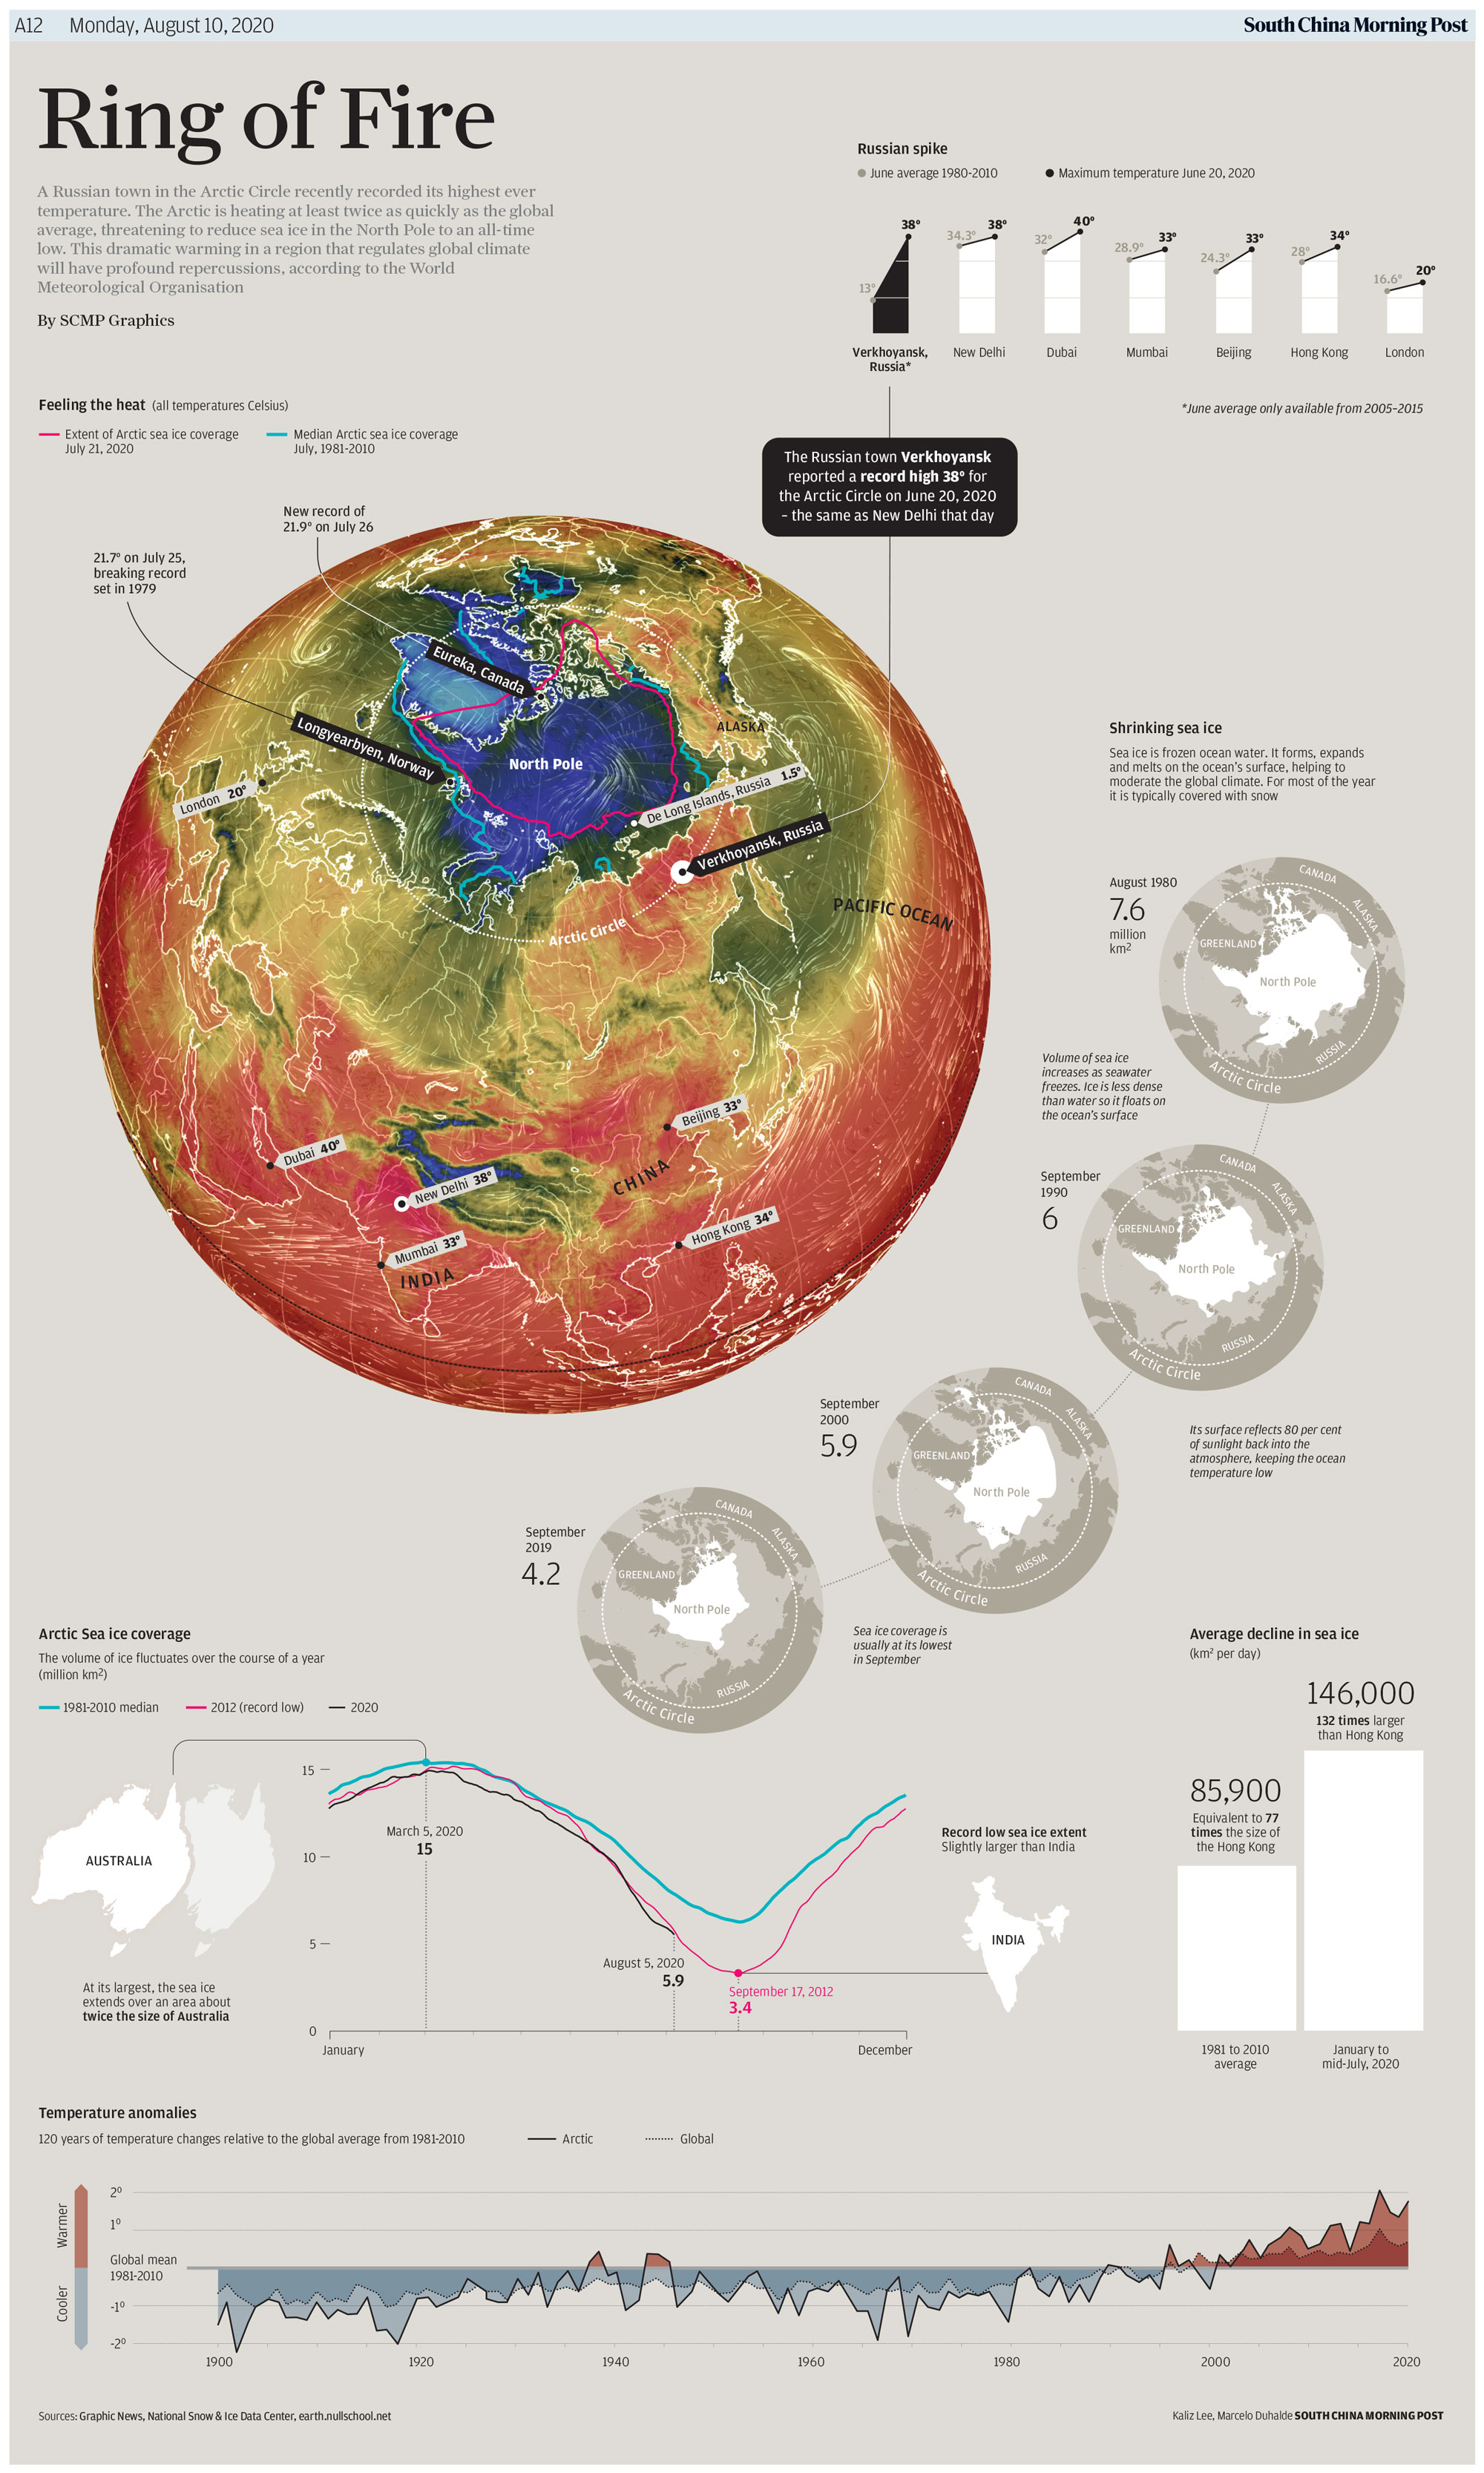 A12 Monday, August 10, 2020
South China Morning Post
Ring of Fire
A Russian town in the Arctic Circle recently recorded its highest ever
temperature. The Arctic is heating at least twice as quickly as the global
average, threatening to reduce sea ice in the North Pole to an all-time
low. This dramatic warming in a region that regulates global climate
will have profound repercussions, according to the World
Meteorological Organisation
By SCMP Graphics
Russian spike
June average 1980-2010
Maximum temperature June 20, 2020
13° 38°
34.3° 38°
32° 40°
28.9° 33°
24.3° 33°
28° 34°
16.6° 20°
Verkhoyansk,
Russia*
New Delhi
Dubai
Mumbai
Beijing
Hong Kong
London
*June average only available from 2005-2015
Feeling the heat (all temperatures Celsius)
Extent of Arctic sea ice coverage
July 21, 2020
Median Arctic sea ice coverage
July, 1981-2010
The Russian town Verkhoyansk
reported a record high 38° for
the Arctic Circle on June 20, 2020
– the same as New Delhi that day
New record of
21.9° on July 26
21.7° on July 25,
breaking record
set in 1979
Eureka, Canada
Longyearbyen, Norway
North Pole
ALASKA
London 20°
De Long Islands, Russia 1.5°
Verkhoyansk, Russia
PACIFIC OCEAN
Arctic Circle
Beijing 33°
Dubai 40°
CHINA
New Delhi 38°
Hong Kong 34°
Mumbai 33°
INDIA
Shrinking sea ice
Sea ice is frozen ocean water. It forms, expands
and melts on the ocean's surface, helping to
moderate the global climate. For most of the year
it is typically covered with snow
August 1980
7.6
million
km²
CANADA
ALASKA
GREENLAND
North Pole
RUSSIA
Arctic Circle
Volume of sea ice
increases as seawater
freezes. Ice is less dense
than water so it floats on
the ocean's surface
September
1990
6
CANADA
ALASKA
GREENLAND
North Pole
RUSSIA
Arctic Circle
Its surface reflects 80 per cent
of sunlight back into the
atmosphere, keeping the ocean
temperature low
September
2000
5.9
CANADA
ALASKA
GREENLAND
North Pole
RUSSIA
Arctic Circle
September
2019
4.2
CANADA
ALASKA
GREENLAND
North Pole
RUSSIA
Arctic Circle
Sea ice coverage is
usually at its lowest
in September
Arctic Sea ice coverage
The volume of ice fluctuates over the course of a year
(million km²)
1981-2010 median
2012 (record low)
2020
AUSTRALIA
At its largest, the sea ice
extends over an area about
twice the size of Australia
15
10
5
0
January
December
March 5, 2020
15
August 5, 2020
5.9
September 17, 2012
3.4
Record low sea ice extent
Slightly larger than India
INDIA
Average decline in sea ice
(km² per day)
146,000
132 times larger
than Hong Kong
85,900
Equivalent to 77
times the size of
the Hong Kong
1981 to 2010
average
January to
mid-July, 2020
Temperature anomalies
120 years of temperature changes relative to the global average from 1981-2010
Arctic
Global
Warmer
Cooler
2°
1°
Global mean
1981-2010
-1°
-2°
1900
1920
1940
1960
1980
2000
2020
Sources: Graphic News, National Snow & Ice Data Center, earth.nullschool.net
Kaliz Lee, Marcelo Duhalde SOUTH CHINA MORNING POST